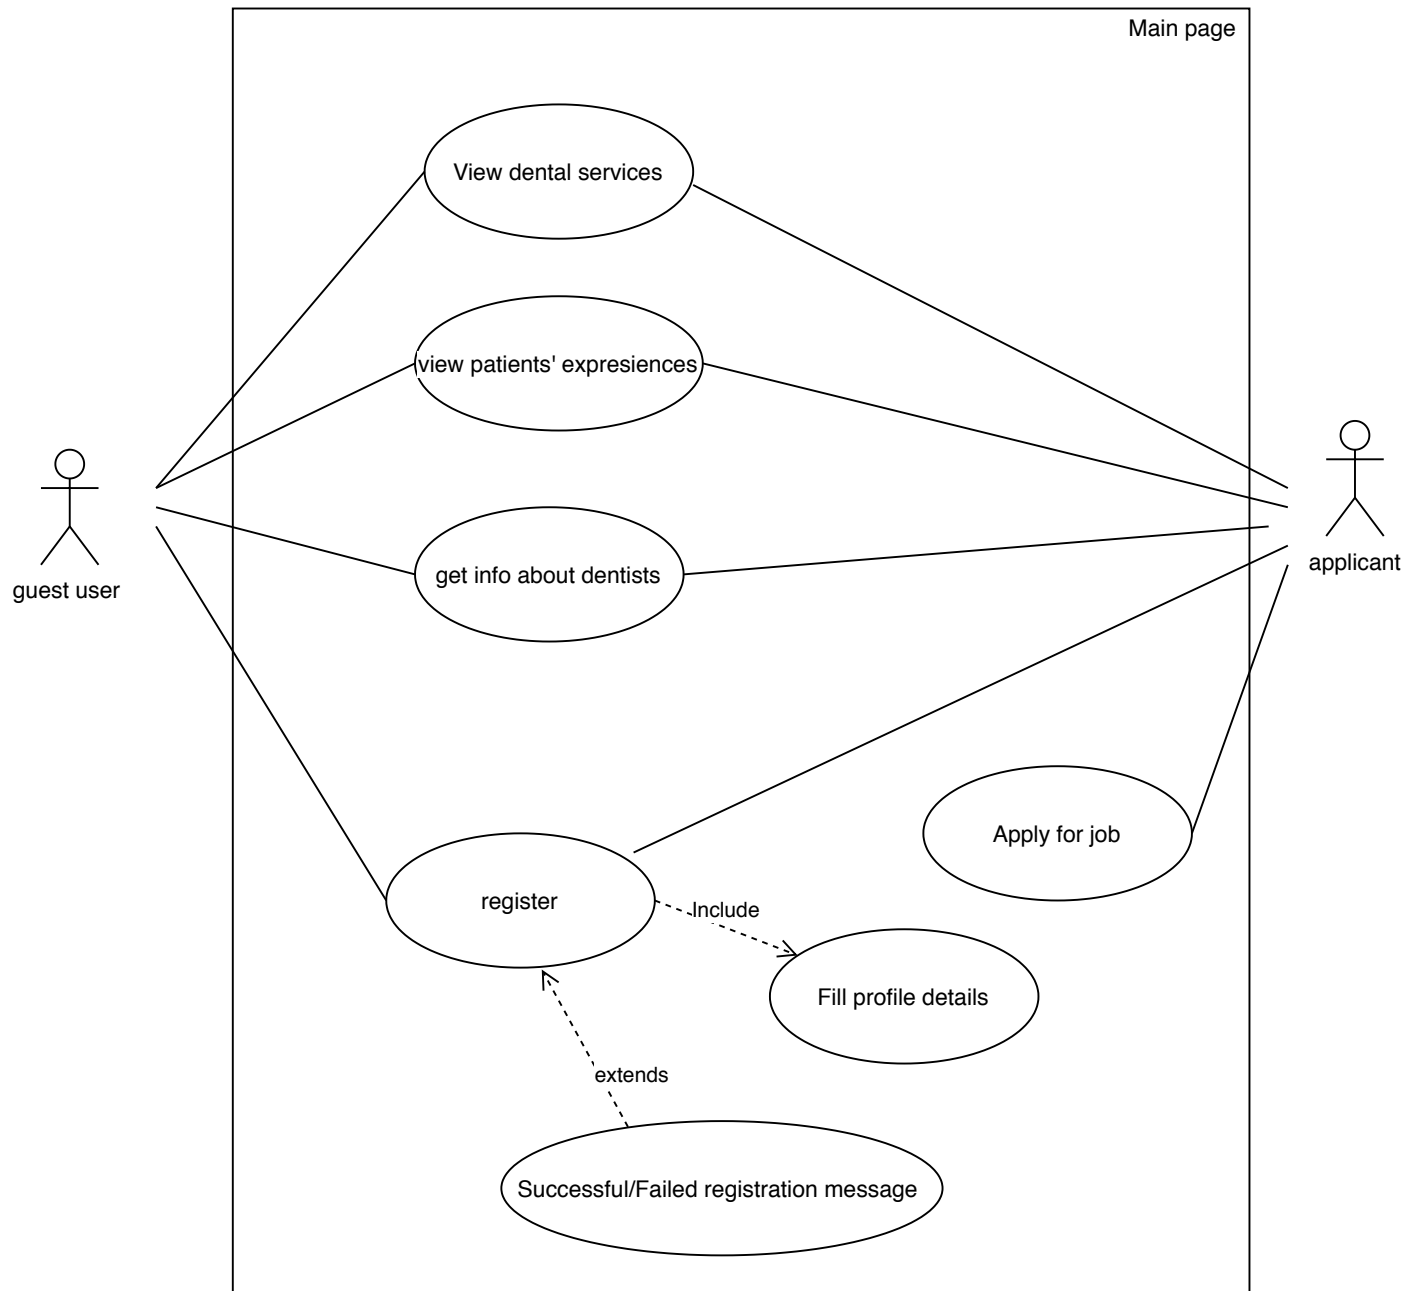 Main page
View dental services
view patients' expresiences
guest user
applicant
get info about dentists
Apply for job
register
Include
Fill profile details
extends
Successful/Failed registration message